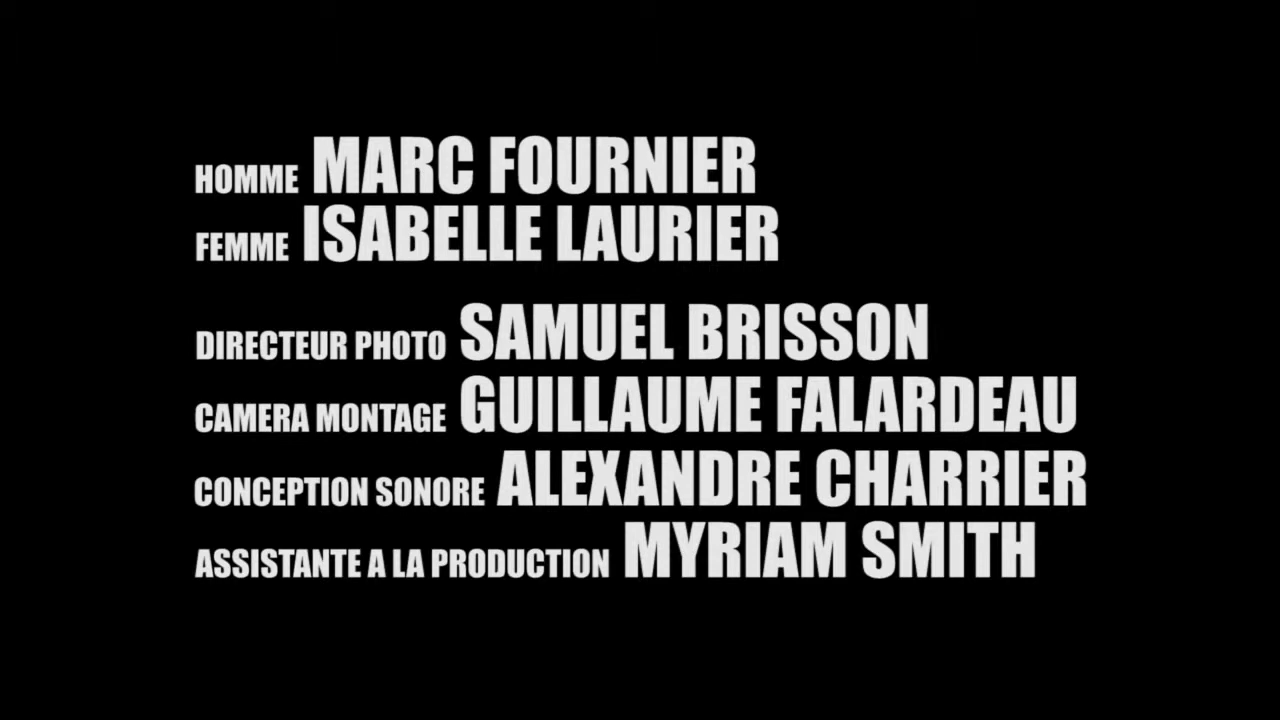 HOMME MARC FOURNIER
FEMME ISABELLE LAURIER
DIRECTEUR PHOTO SAMUEL BRISSON
CAMERA MONTAGE GUILLAUME FALARDEAU
CONCEPTION SONORE ALEXANDRE CHARRIER
ASSISTANTE A LA PRODUCTION MYRIAM SMITH